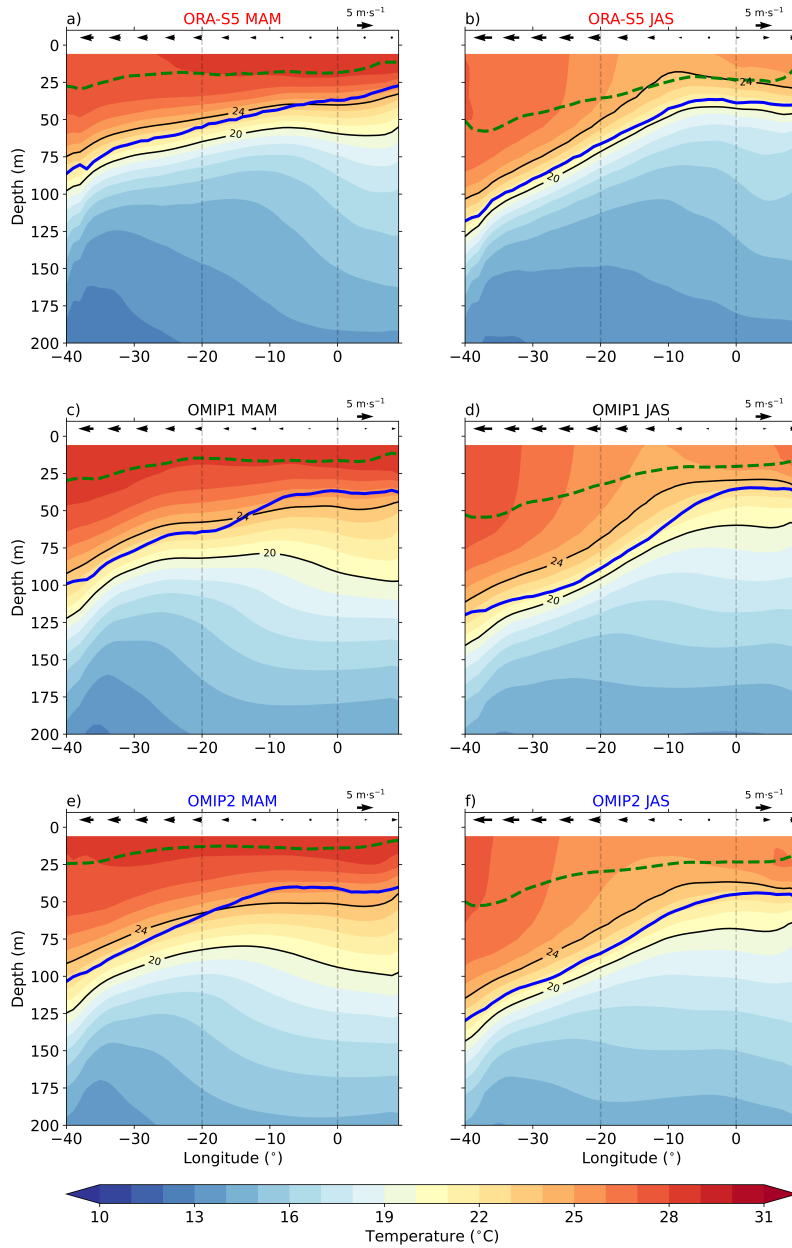 a) ORA-S5 MAM 5 m·s⁻¹
b) ORA-S5 JAS 5 m·s⁻¹
0
25
50
75
100
125
150
175
200
Depth (m)
24
20
24
20
−40 −30 −20 −10 0
−40 −30 −20 −10 0
c) OMIP1 MAM 5 m·s⁻¹
d) OMIP1 JAS 5 m·s⁻¹
0
25
50
75
100
125
150
175
200
Depth (m)
24
20
24
20
−40 −30 −20 −10 0
−40 −30 −20 −10 0
e) OMIP2 MAM 5 m·s⁻¹
f) OMIP2 JAS 5 m·s⁻¹
0
25
50
75
100
125
150
175
200
Depth (m)
24
20
24
20
−40 −30 −20 −10 0
−40 −30 −20 −10 0
Longitude (°)
Longitude (°)
10 13 16 19 22 25 28 31
Temperature (°C)